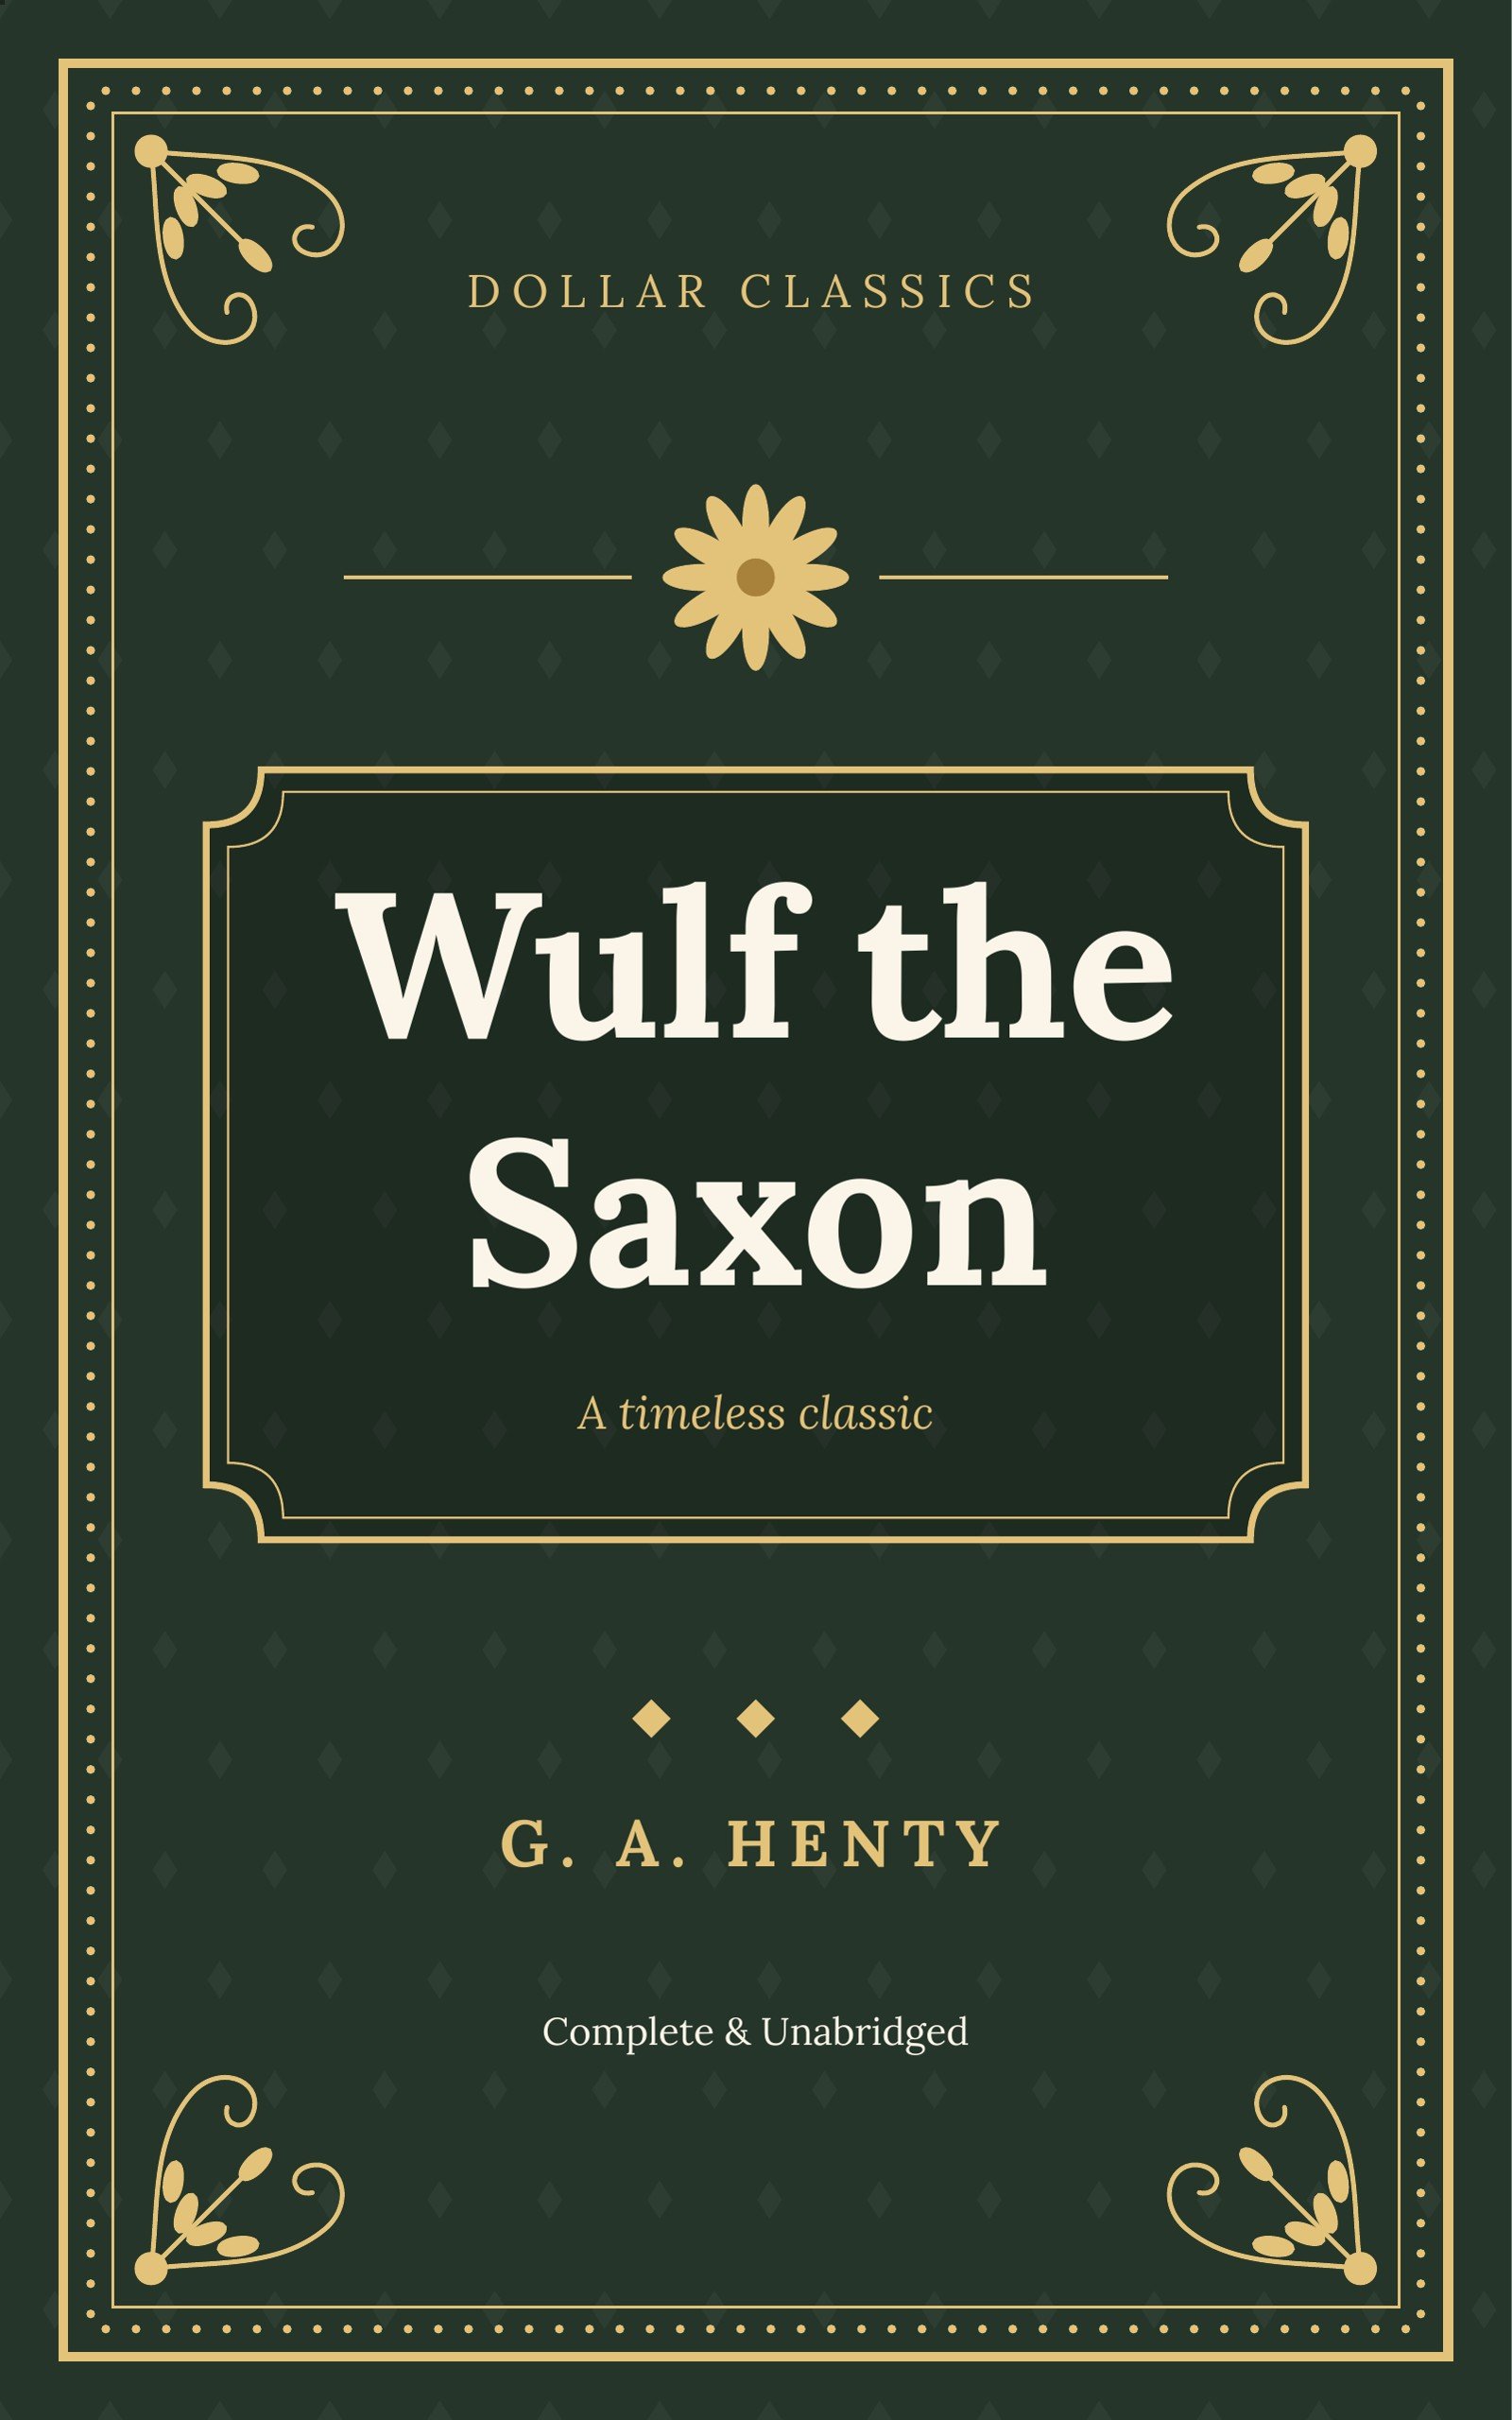 DOLLAR CLASSICS
Wulf the
Saxon
A timeless classic
G. A. HENTY
Complete & Unabridged